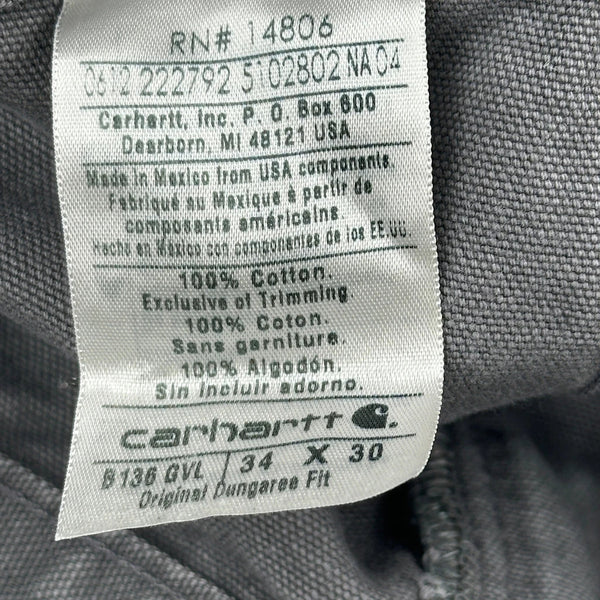 RN# 14806
0612 222792 5102802 NA 04
Carhartt, Inc. P. O. Box 600
Dearborn, MI 48121 USA
Made in Mexico from USA components.
Fabriqué au Mexique à partir de
composants américains.
Hecho en México con componentes de los EE.UU.
100% Cotton.
Exclusive of Trimming.
100% Coton.
Sans garniture.
100% Algodón.
Sin incluir adorno.
carhartt
B136 GVL / 34 X 30
Original Dungaree Fit